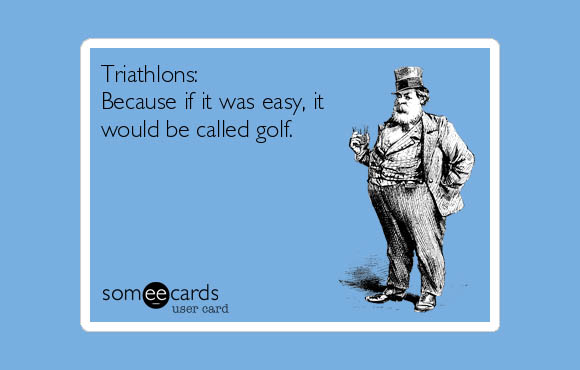 Triathlons:
Because if it was easy, it
would be called golf.
someecards
user card